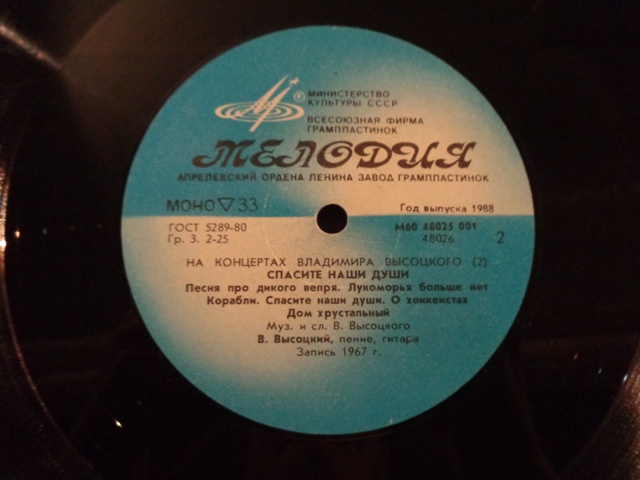 МИНИСТЕРСТВО
КУЛЬТУРЫ СССР
ВСЕСОЮЗНАЯ ФИРМА
ГРАМПЛАСТИНОК
МЕЛОДИЯ
АПРЕЛЕВСКИЙ ОРДЕНА ЛЕНИНА ЗАВОД ГРАМПЛАСТИНОК
МОНО ▽ 33
Год выпуска 1988
ГОСТ 5289-80
М60 48025 001
Гр. 3. 2-25
48026 2
НА КОНЦЕРТАХ ВЛАДИМИРА ВЫСОЦКОГО (2)
СПАСИТЕ НАШИ ДУШИ
Песня про дикого вепря. Лукоморья больше нет
Корабли. Спасите наши души. О хоккеистах
Дом хрустальный
Муз. и сл. В. Высоцкого
В. Высоцкий, пение, гитара
Запись 1967 г.